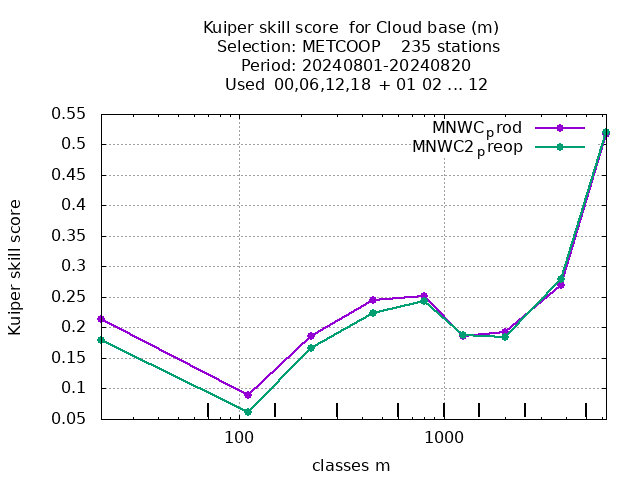 Kuiper skill score  for Cloud base (m)
Selection: METCOOP    235 stations
Period: 20240801-20240820
Used  00,06,12,18 + 01 02 ... 12
MNWCprod
MNWC2preop
0.55
0.5
0.45
0.4
0.35
0.3
0.25
0.2
0.15
0.1
0.05
Kuiper skill score
100
1000
classes m